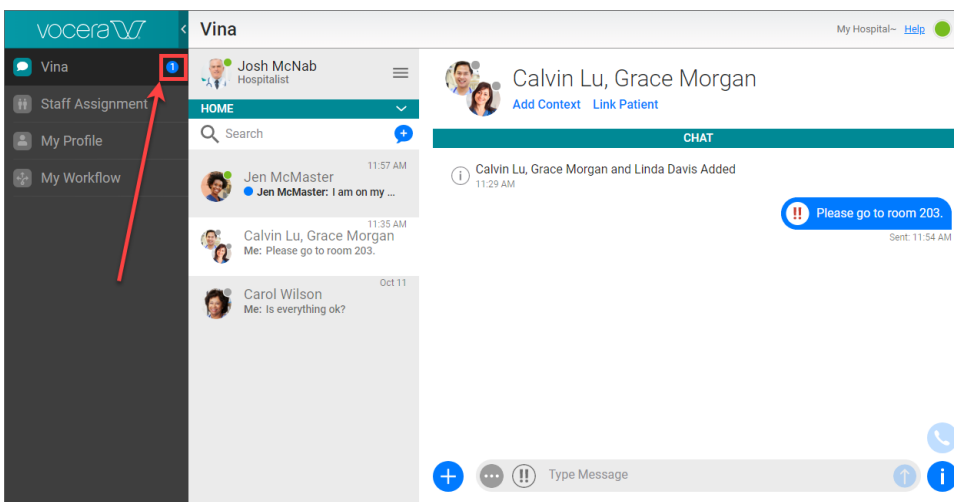 vocera
Vina
1
Staff Assignment
My Profile
My Workflow
Vina
My Hospital~ Help
Josh McNab
Hospitalist
HOME
Search
11:57 AM
Jen McMaster
Jen McMaster: I am on my ...
11:35 AM
Calvin Lu, Grace Morgan
Me: Please go to room 203.
Oct 11
Carol Wilson
Me: Is everything ok?
Calvin Lu, Grace Morgan
Add Context Link Patient
CHAT
Calvin Lu, Grace Morgan and Linda Davis Added
11:29 AM
!! Please go to room 203.
Sent: 11:54 AM
!! Type Message